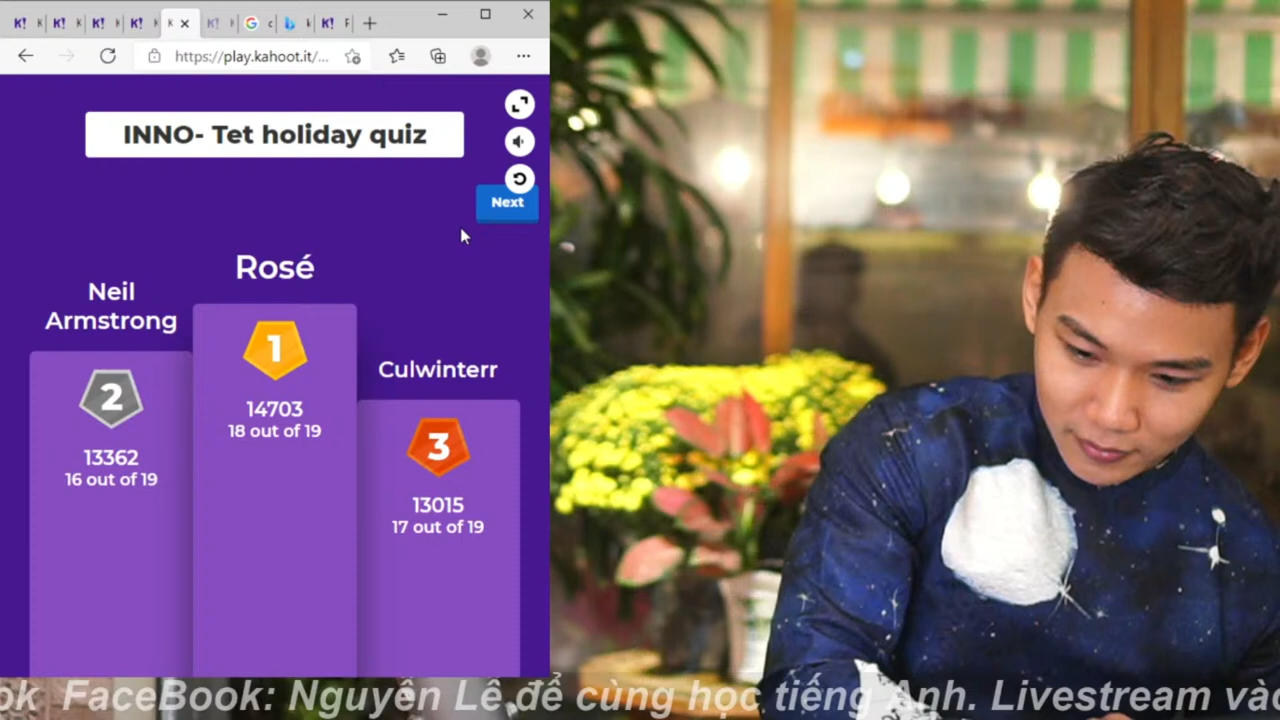 https://play.kahoot.it/...
INNO- Tet holiday quiz
Next
Rosé
Neil
Armstrong
1
Culwinterr
2
14703
18 out of 19
3
13362
16 out of 19
13015
17 out of 19
ok FaceBook: Nguyễn Lê để cùng học tiếng Anh. Livestream vào